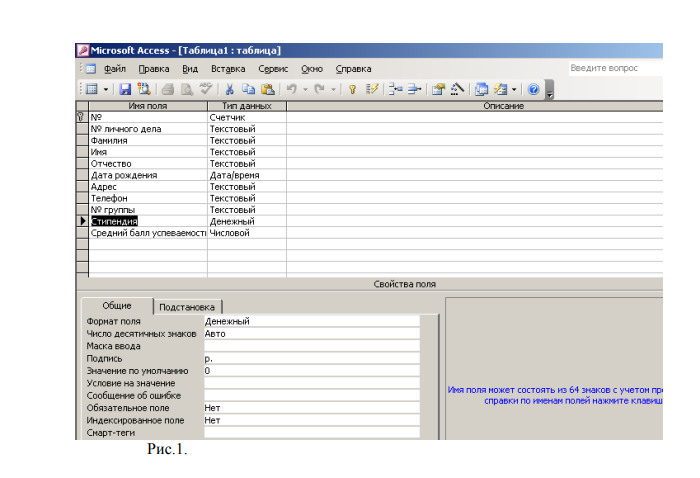 Microsoft Access - [Таблица1 : таблица]
Файл Правка Вид Вставка Сервис Окно Справка Введите вопрос
Имя поля Тип данных Описание
№ Счетчик
№ личного дела Текстовый
Фамилия Текстовый
Имя Текстовый
Отчество Текстовый
Дата рождения Дата/время
Адрес Текстовый
Телефон Текстовый
№ группы Текстовый
Стипендия Денежный
Средний балл успеваемост Числовой
Свойства поля
Общие Подстановка
Формат поля Денежный
Число десятичных знаков Авто
Маска ввода
Подпись р.
Значение по умолчанию 0
Условие на значение
Сообщение об ошибке
Обязательное поле Нет
Индексированное поле Нет
Смарт-теги
Имя поля может состоять из 64 знаков с учетом пр
справки по именам полей нажмите клавиш
Рис.1.